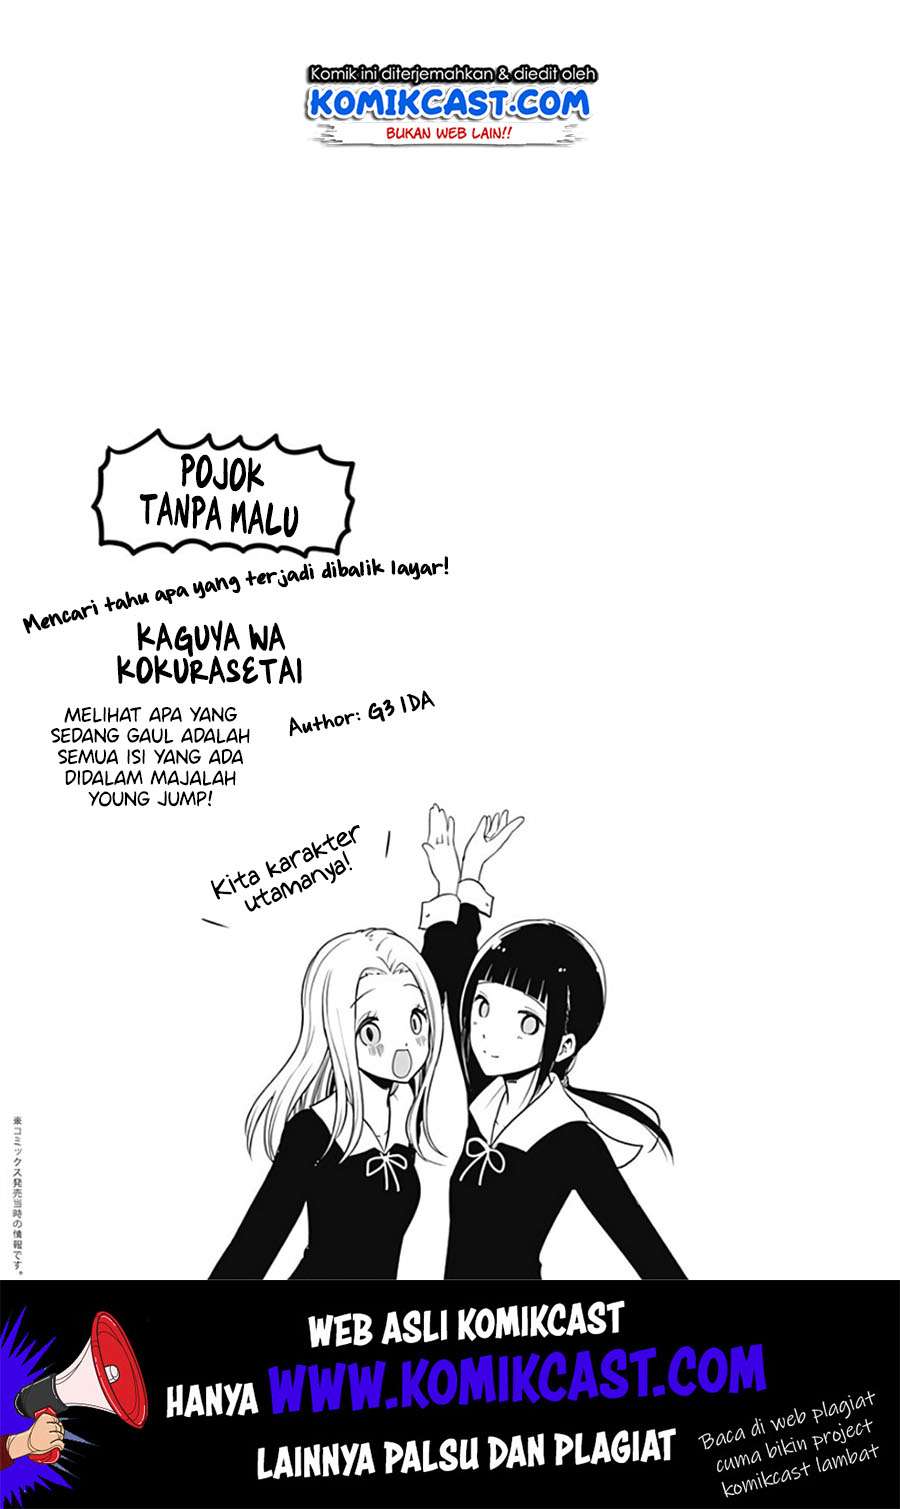 Komik ini diterjemahkan & diedit oleh
KOMIKCAST.COM
BUKAN WEB LAIN!!
POJOK
TANPA MALU
Mencari tahu apa yang terjadi dibalik layar!
KAGUYA WA
KOKURASETAI
MELIHAT APA YANG
SEDANG GAUL ADALAH
SEMUA ISI YANG ADA
DIDALAM MAJALAH
YOUNG JUMP!
Author: G3 IDA
Kita karakter
utamanya!
※コミックス発売当時の情報です。
WEB ASLI KOMIKCAST
HANYA WWW.KOMIKCAST.COM
LAINNYA PALSU DAN PLAGIAT
Baca di web plagiat
cuma bikin project
komikcast lambat